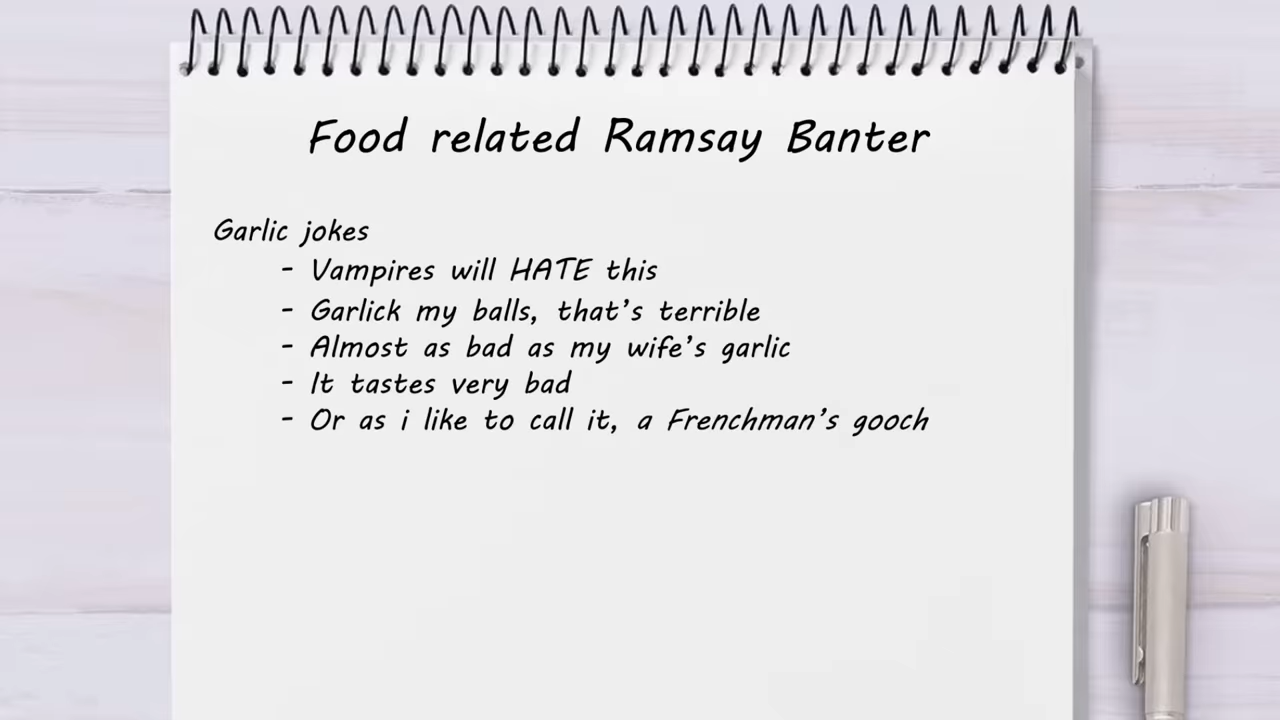 Food related Ramsay Banter
Garlic jokes
- Vampires will HATE this
- Garlick my balls, that's terrible
- Almost as bad as my wife's garlic
- It tastes very bad
- Or as i like to call it, a Frenchman's gooch